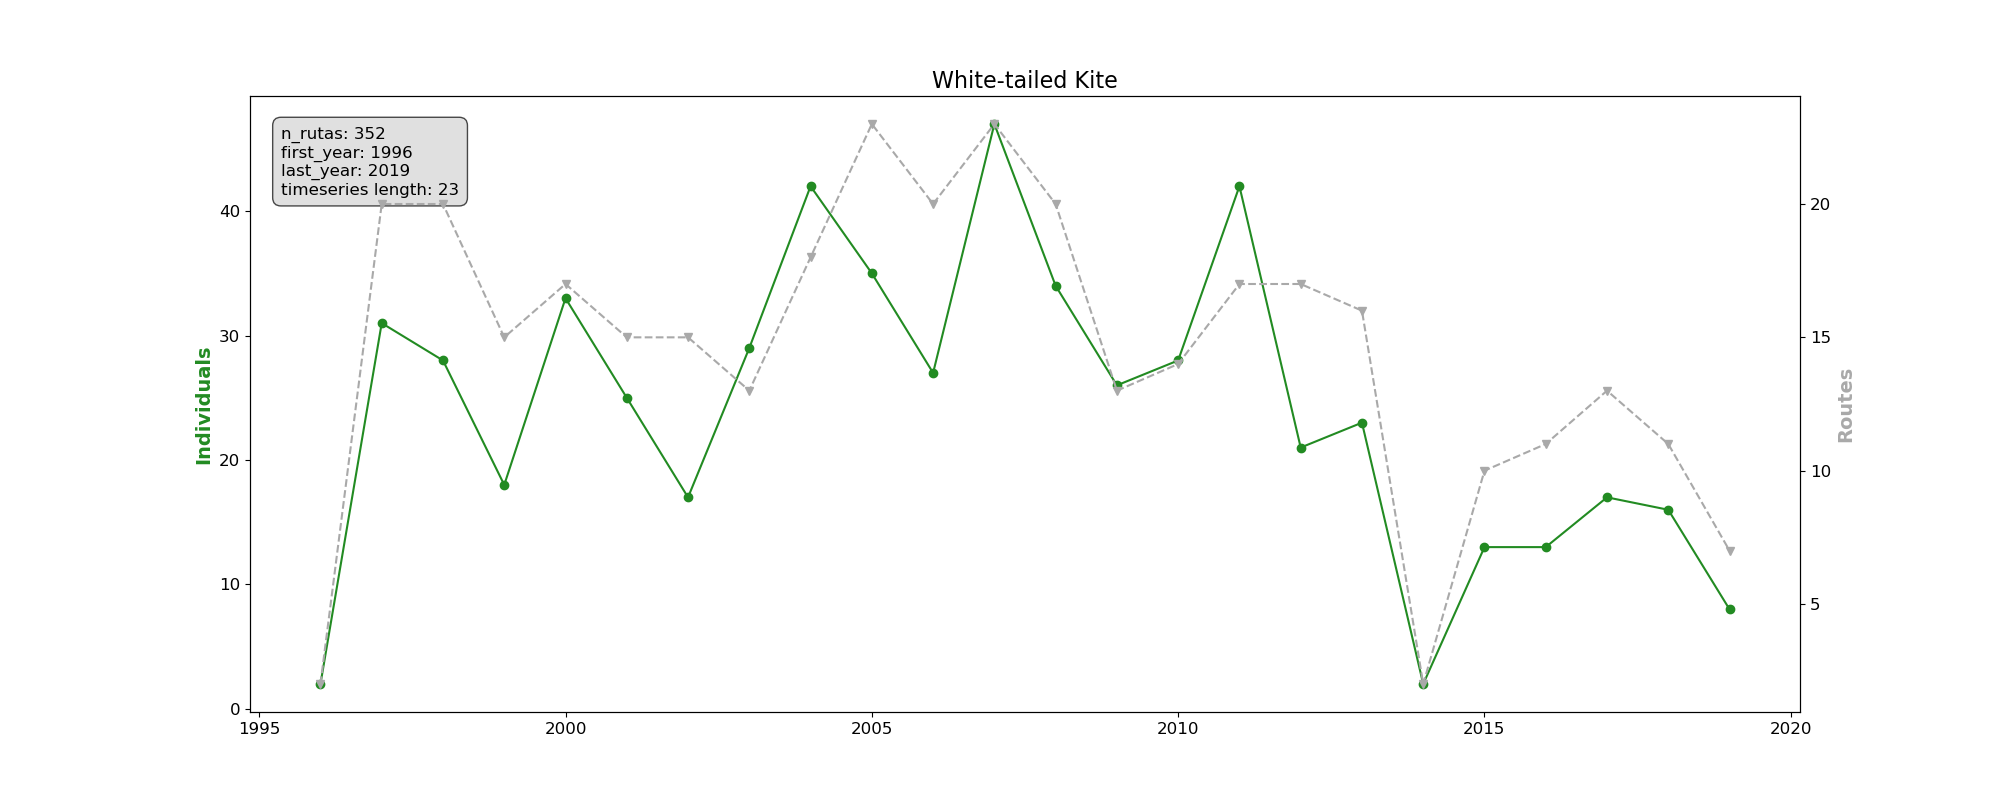 White-tailed Kite
n_rutas: 352
first_year: 1996
last_year: 2019
timeseries length: 23
Individuals
40
30
20
10
0
Routes
20
15
10
5
1995 2000 2005 2010 2015 2020